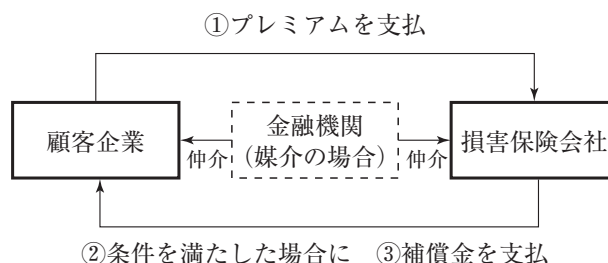 ①プレミアムを支払
顧客企業
仲介
金融機関
(媒介の場合)
仲介
損害保険会社
②条件を満たした場合に ③補償金を支払